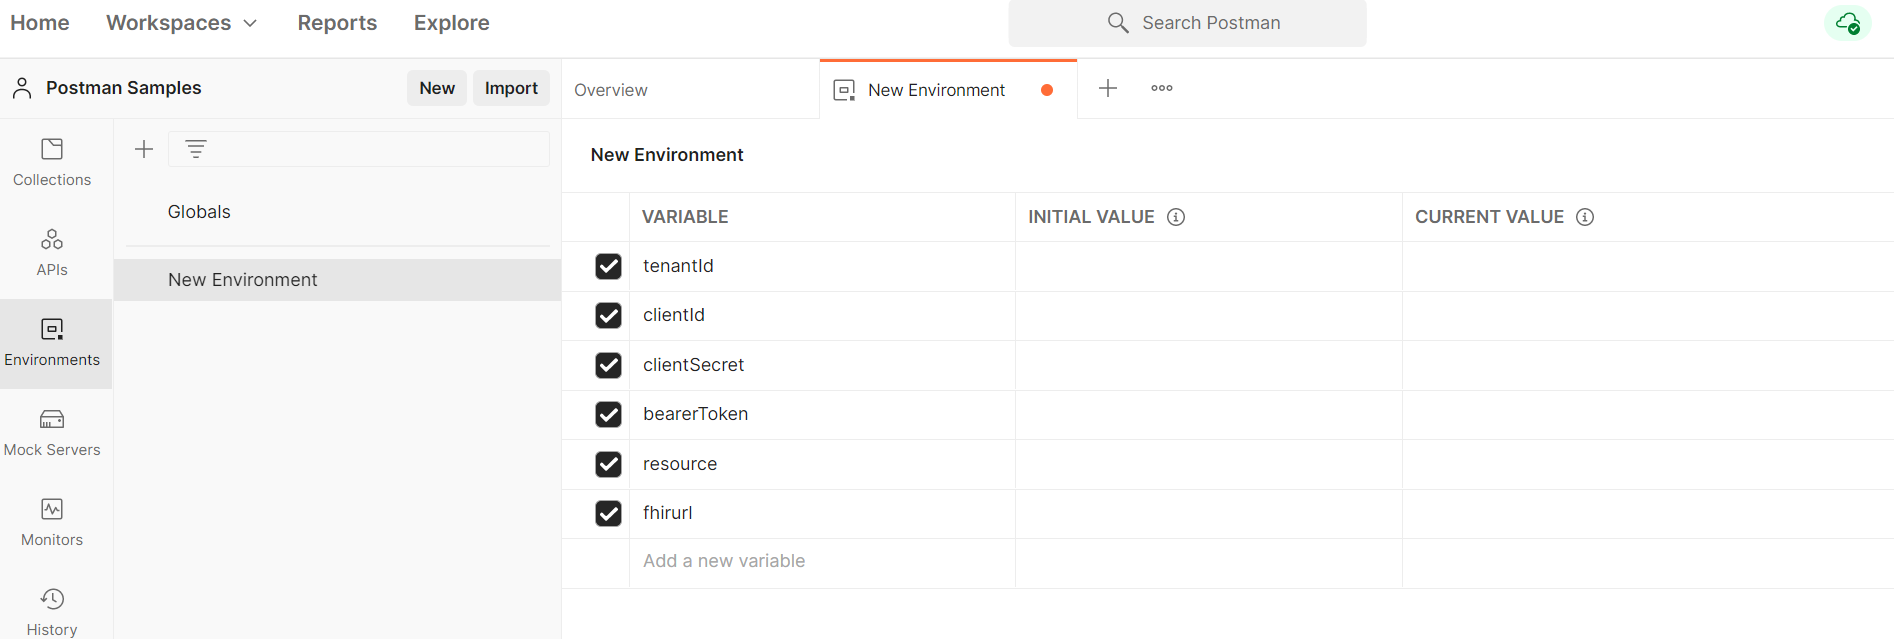 Home Workspaces Reports Explore Search Postman
Postman Samples New Import
Overview New Environment
Collections
APIs
Environments
Mock Servers
Monitors
History
Globals
New Environment
New Environment
VARIABLE INITIAL VALUE CURRENT VALUE
tenantId
clientId
clientSecret
bearerToken
resource
fhirurl
Add a new variable